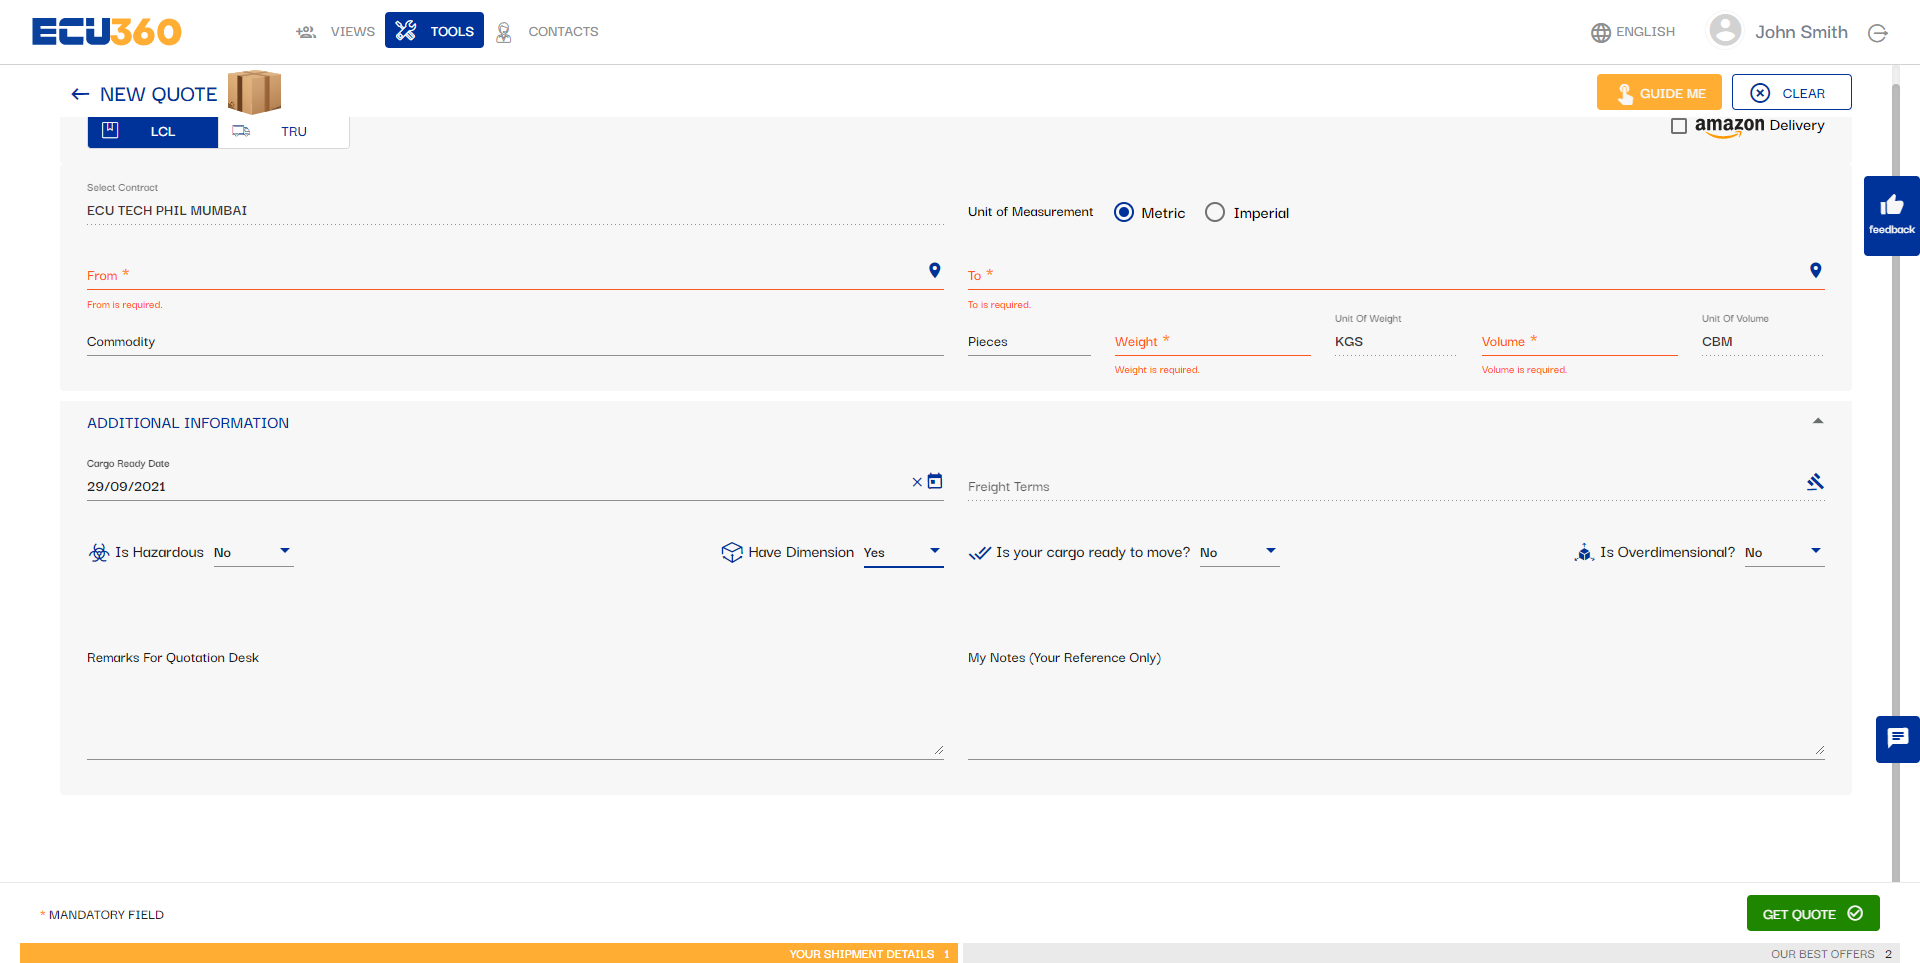 ECU360 VIEWS TOOLS CONTACTS ENGLISH John Smith
NEW QUOTE GUIDE ME CLEAR
LCL TRU amazon Delivery
Select Contract
ECU TECH PHIL MUMBAI Unit of Measurement Metric Imperial
feedback
From * To *
From is required. To is required.
Unit Of Weight Unit Of Volume
Commodity Pieces Weight * KGS Volume * CBM
Weight is required. Volume is required.
ADDITIONAL INFORMATION
Cargo Ready Date
29/09/2021 Freight Terms
Is Hazardous No Have Dimension Yes Is your cargo ready to move? No Is Overdimensional? No
Remarks For Quotation Desk My Notes (Your Reference Only)
* MANDATORY FIELD GET QUOTE
YOUR SHIPMENT DETAILS 1 OUR BEST OFFERS 2